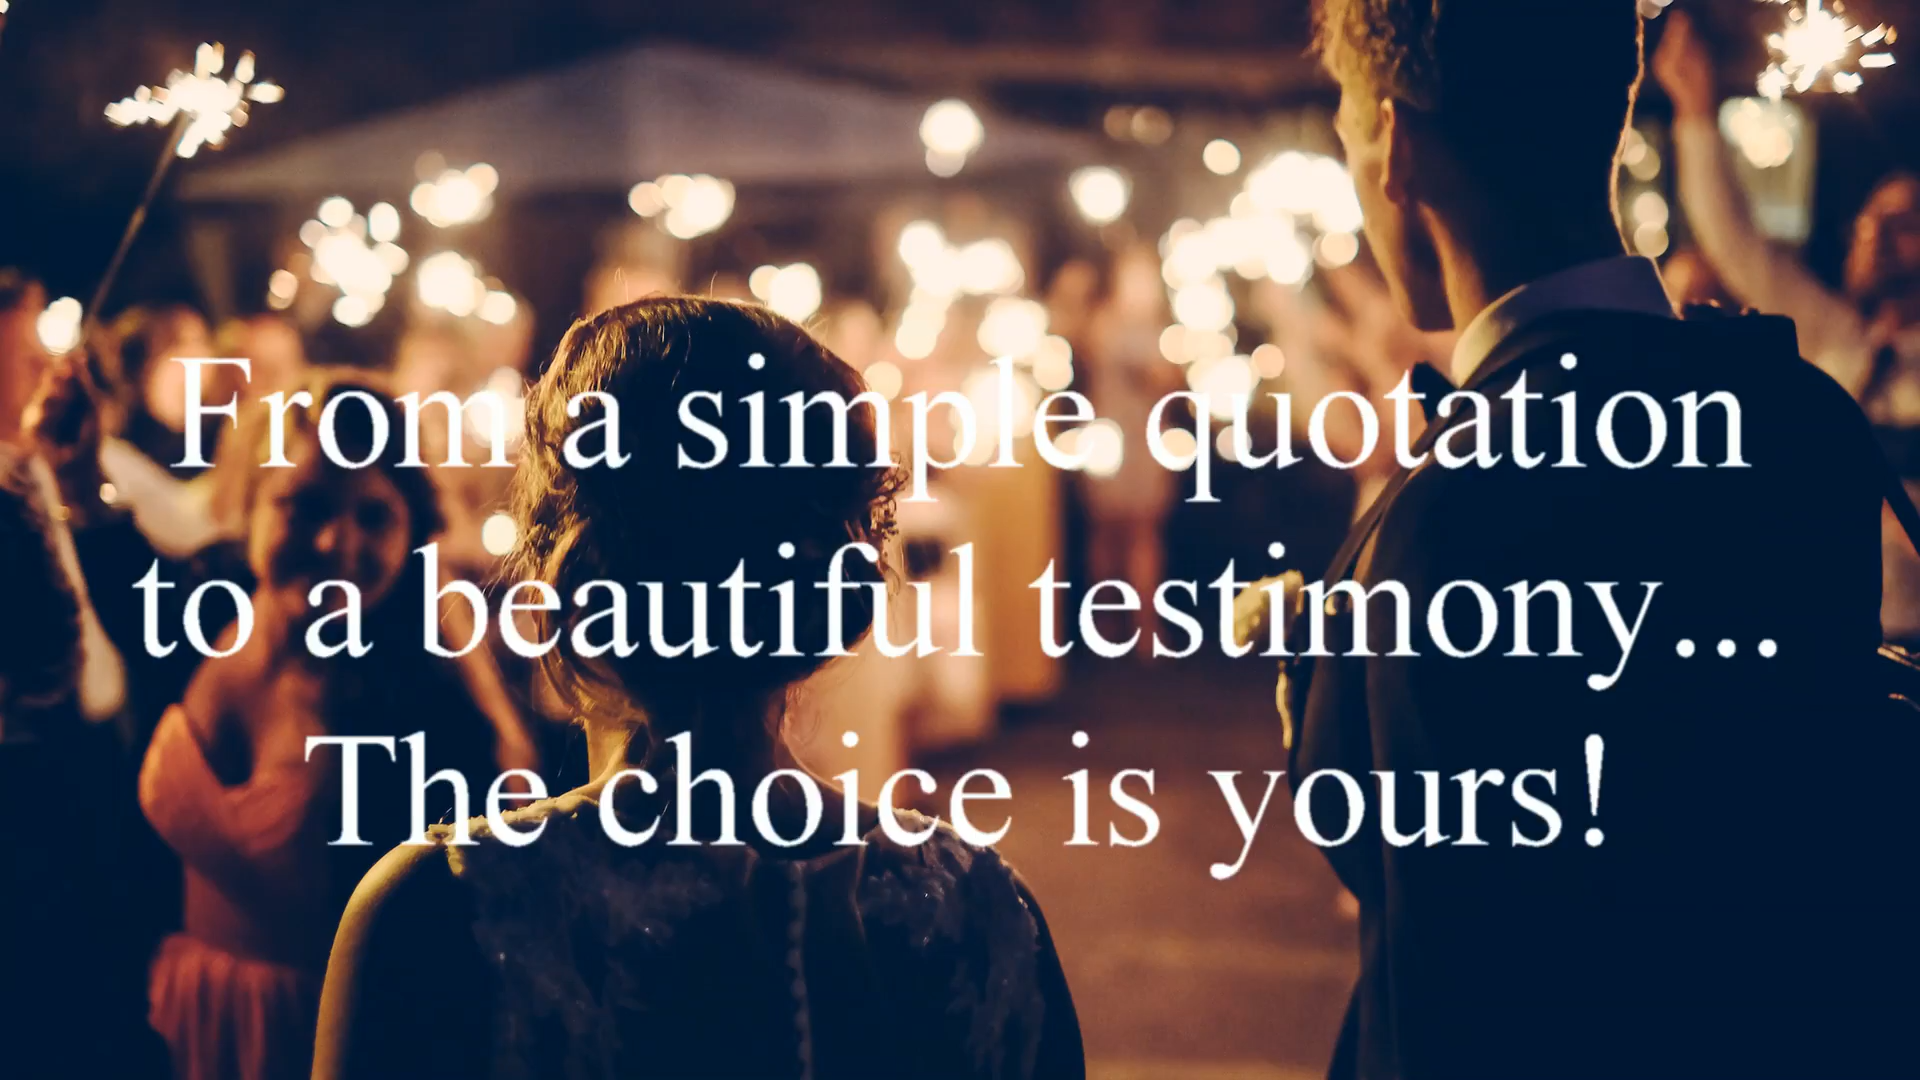 From a simple quotation
to a beautiful testimony...
The choice is yours!